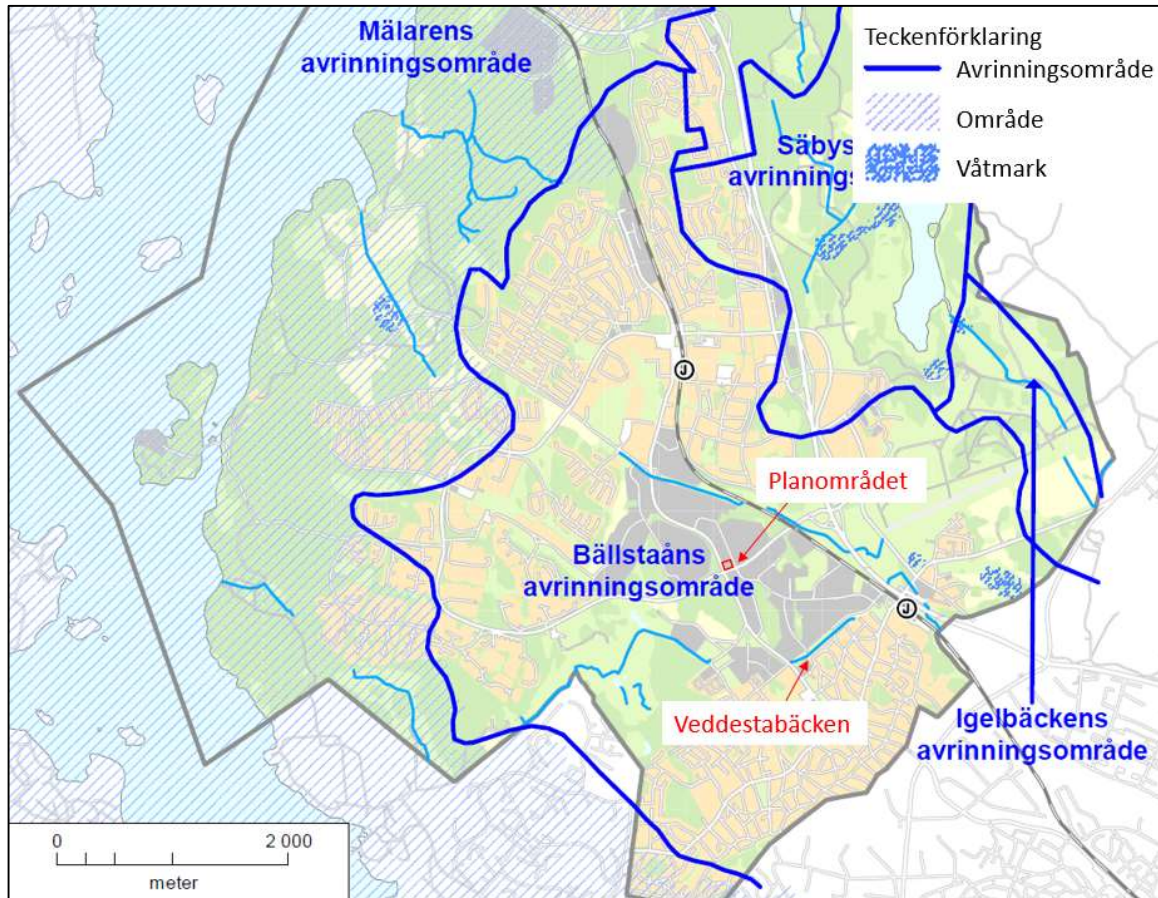 Mälarens
avrinningsområde
Teckenförklaring
Avrinningsområde
Område
Våtmark
Säbys
avrinnings
J
Planområdet
Bällstaåns
avrinningsområde
J
Veddestabäcken
Igelbäckens
avrinningsområde
0
2 000
meter